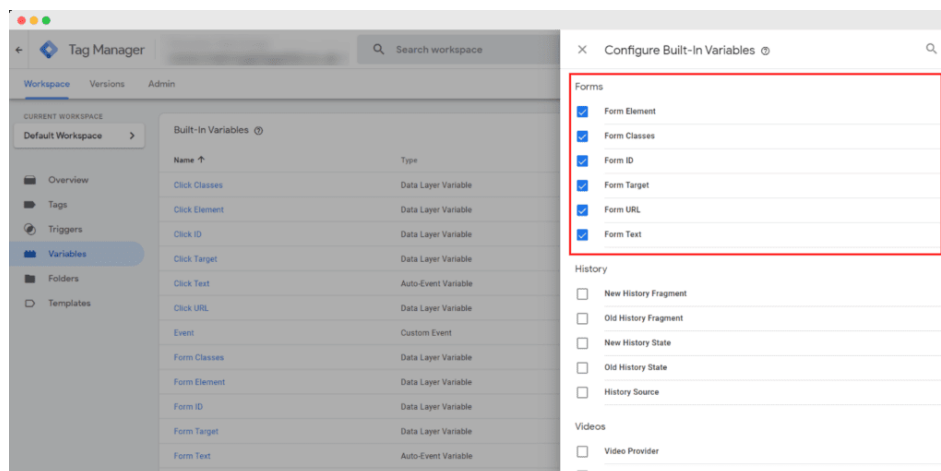 Tag Manager
Search workspace
Configure Built-In Variables
Workspace Versions Admin
CURRENT WORKSPACE
Default Workspace
Overview
Tags
Triggers
Variables
Folders
Templates
Built-In Variables
Name Type
Click Classes Data Layer Variable
Click Element Data Layer Variable
Click ID Data Layer Variable
Click Target Data Layer Variable
Click Text Auto-Event Variable
Click URL Data Layer Variable
Event Custom Event
Form Classes Data Layer Variable
Form Element Data Layer Variable
Form ID Data Layer Variable
Form Target Data Layer Variable
Form Text Auto-Event Variable
Forms
Form Element
Form Classes
Form ID
Form Target
Form URL
Form Text
History
New History Fragment
Old History Fragment
New History State
Old History State
History Source
Videos
Video Provider